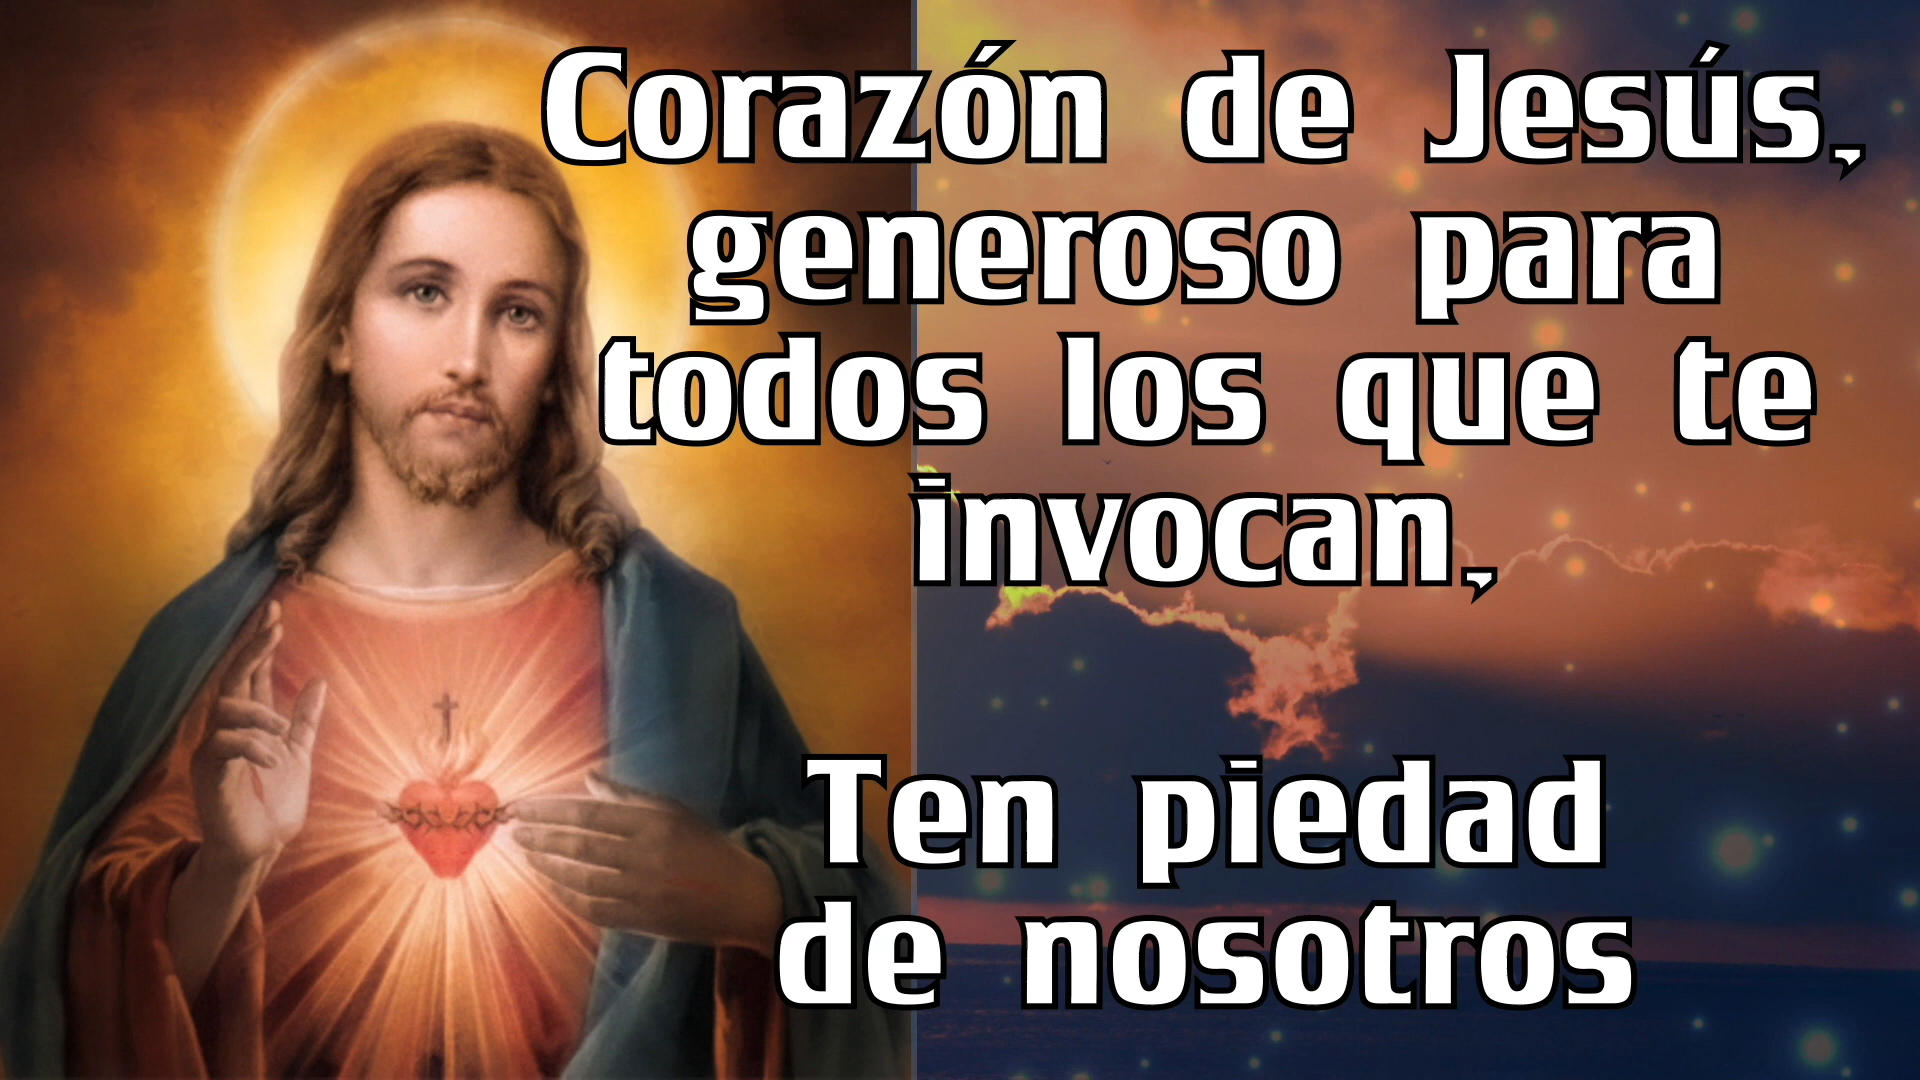 Corazón de Jesús,
generoso para
todos los que te
invocan,
Ten piedad
de nosotros